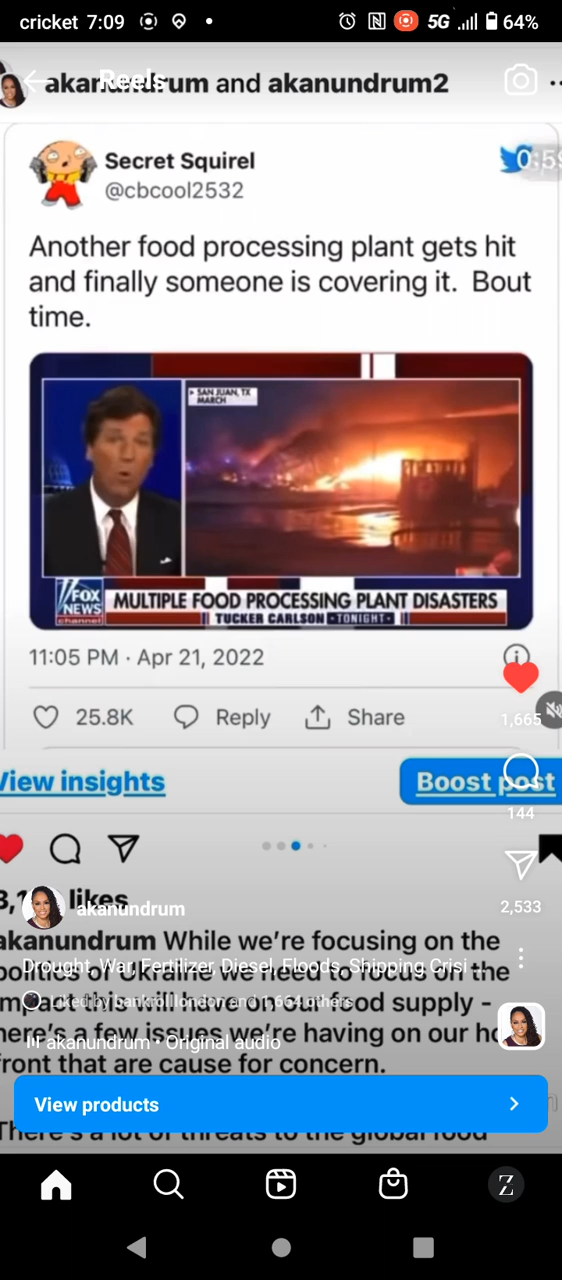 cricket 7:09 5G 64%
Reels
akanundrum and akanundrum2
Secret Squirrel
@cbcool2532
0:59
Another food processing plant gets hit
and finally someone is covering it. Bout
time.
SAN JUAN, TX
MARCH
FOX
NEWS
channel
MULTIPLE FOOD PROCESSING PLANT DISASTERS
TUCKER CARLSON TONIGHT
11:05 PM · Apr 21, 2022
25.8K Reply Share
1,665
View insights
Boost post
144
likes
2,533
akanundrum
akanundrum While we're focusing on the
politics of Ukraine we need to focus on the
Drought, War, Fertilizer, Diesel, Floods, Shipping Crisi...
impact this will have on our food supply -
Liked by bankrolllondon and 1,664 others
here's a few issues we're having on our
akanundrum • Original audio
front that are cause for concern.
View products
There's a lot of threats to the global food
Z